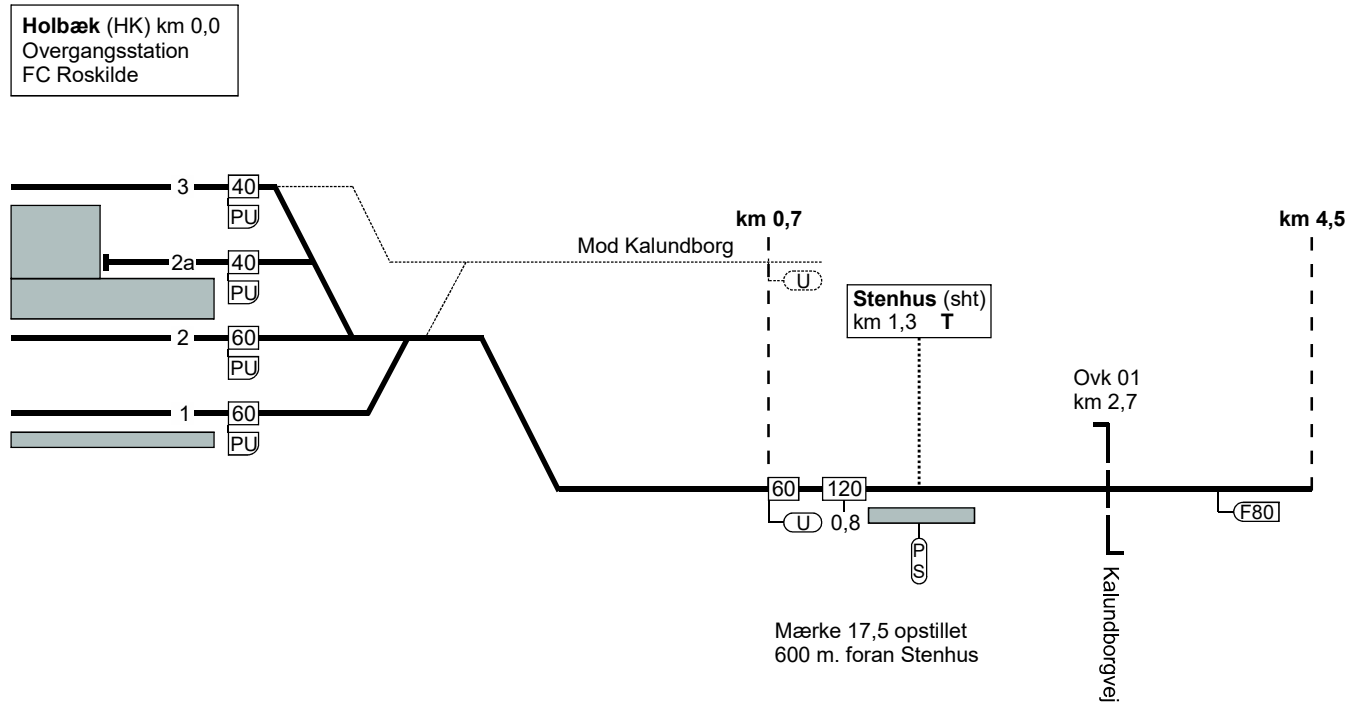 Holbæk (HK) km 0,0
Overgangsstation
FC Roskilde
3
40
PU
km 0,7
km 4,5
Mod Kalundborg
2a
40
PU
U
Stenhus (sht)
km 1,3 T
2
60
PU
Ovk 01
km 2,7
1
60
PU
60
120
U
0,8
F80
P
S
Kalundborgvej
Mærke 17,5 opstillet
600 m. foran Stenhus